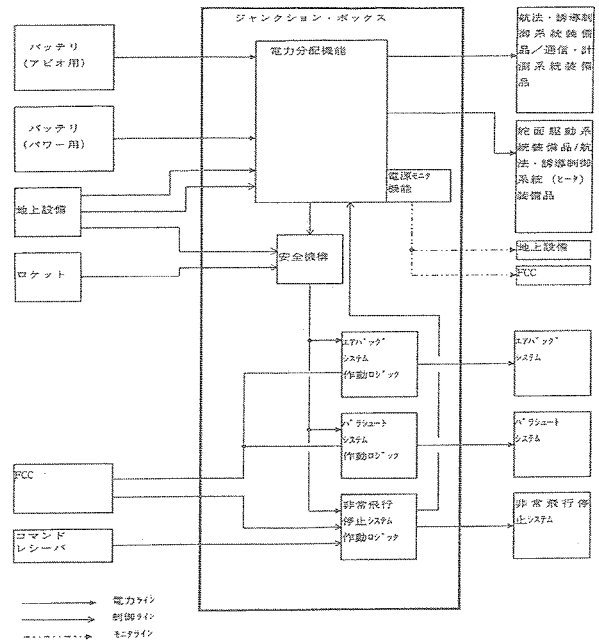 ジャンクション・ボックス
バッテリ
(アビオ用)
バッテリ
(パワー用)
地上設備
ロケット
電力分配機能
電源モニタ
機能
安全機構
航法・誘導制
御系統装備
品/通信・計
測系統装備
品
舵面駆動系
統装備品/航
法・誘導制御
系統(ヒータ)
装備品
地上設備
FCC
エアバッグ
システム
作動ロジック
エアバッグ
システム
パラシュート
システム
作動ロジック
パラシュート
システム
FCC
非常飛行
停止システム
作動ロジック
非常飛行停
止システム
コマンド
レシーバ
電力ライン
制御ライン
モニタライン